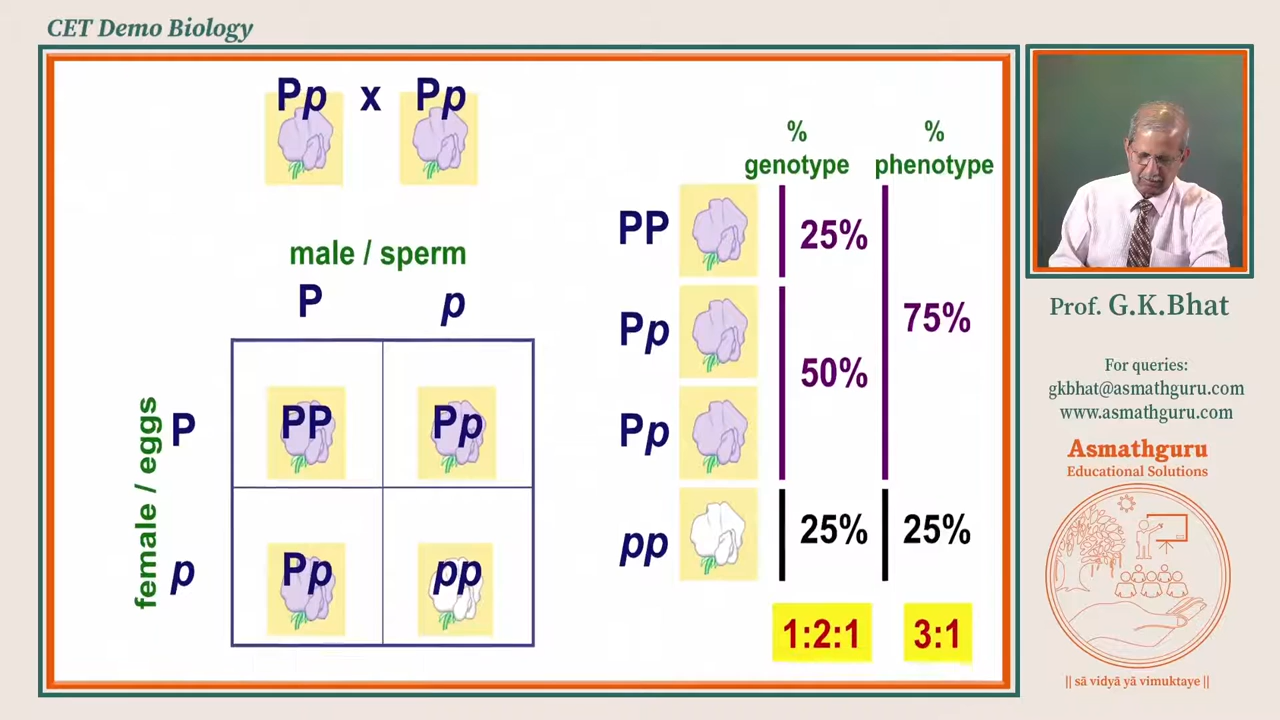 CET Demo Biology
Pp x Pp
male / sperm
P p
female / eggs
P
PP Pp
p
Pp pp
% genotype
% phenotype
PP
25%
Pp
75%
50%
Pp
pp
25% 25%
1:2:1 3:1
Prof. G.K.Bhat
For queries:
gkbhat@asmathguru.com
www.asmathguru.com
Asmathguru
Educational Solutions
|| sā vidyā yā vimuktaye ||